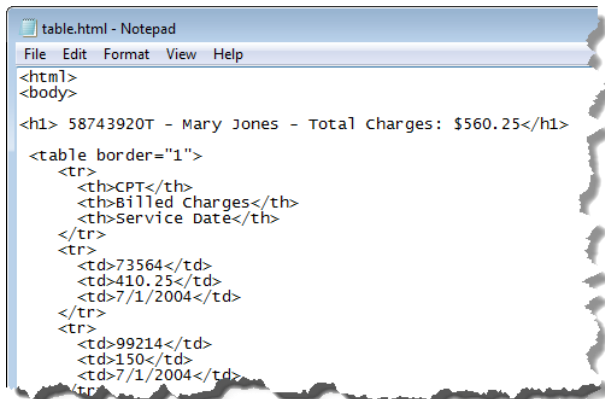 table.html - Notepad
File Edit Format View Help
<html>
<body>
<h1> 58743920T - Mary Jones - Total Charges: $560.25</h1>
<table border="1">
<tr>
<th>CPT</th>
<th>Billed Charges</th>
<th>Service Date</th>
</tr>
<tr>
<td>73564</td>
<td>410.25</td>
<td>7/1/2004</td>
</tr>
<tr>
<td>99214</td>
<td>150</td>
<td>7/1/2004</td>
</tr>